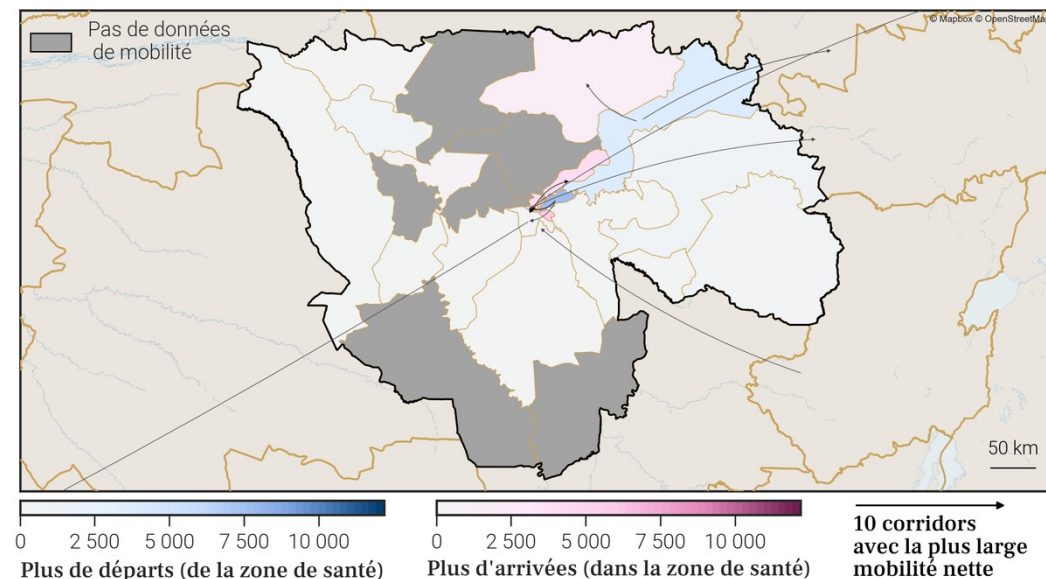 © Mapbox © OpenStreetMap
Pas de données
de mobilité
50 km
0 2 500 5 000 7 500 10 000
Plus de départs (de la zone de santé)
0 2 500 5 000 7 500 10 000
Plus d'arrivées (dans la zone de santé)
10 corridors
avec la plus large
mobilité nette